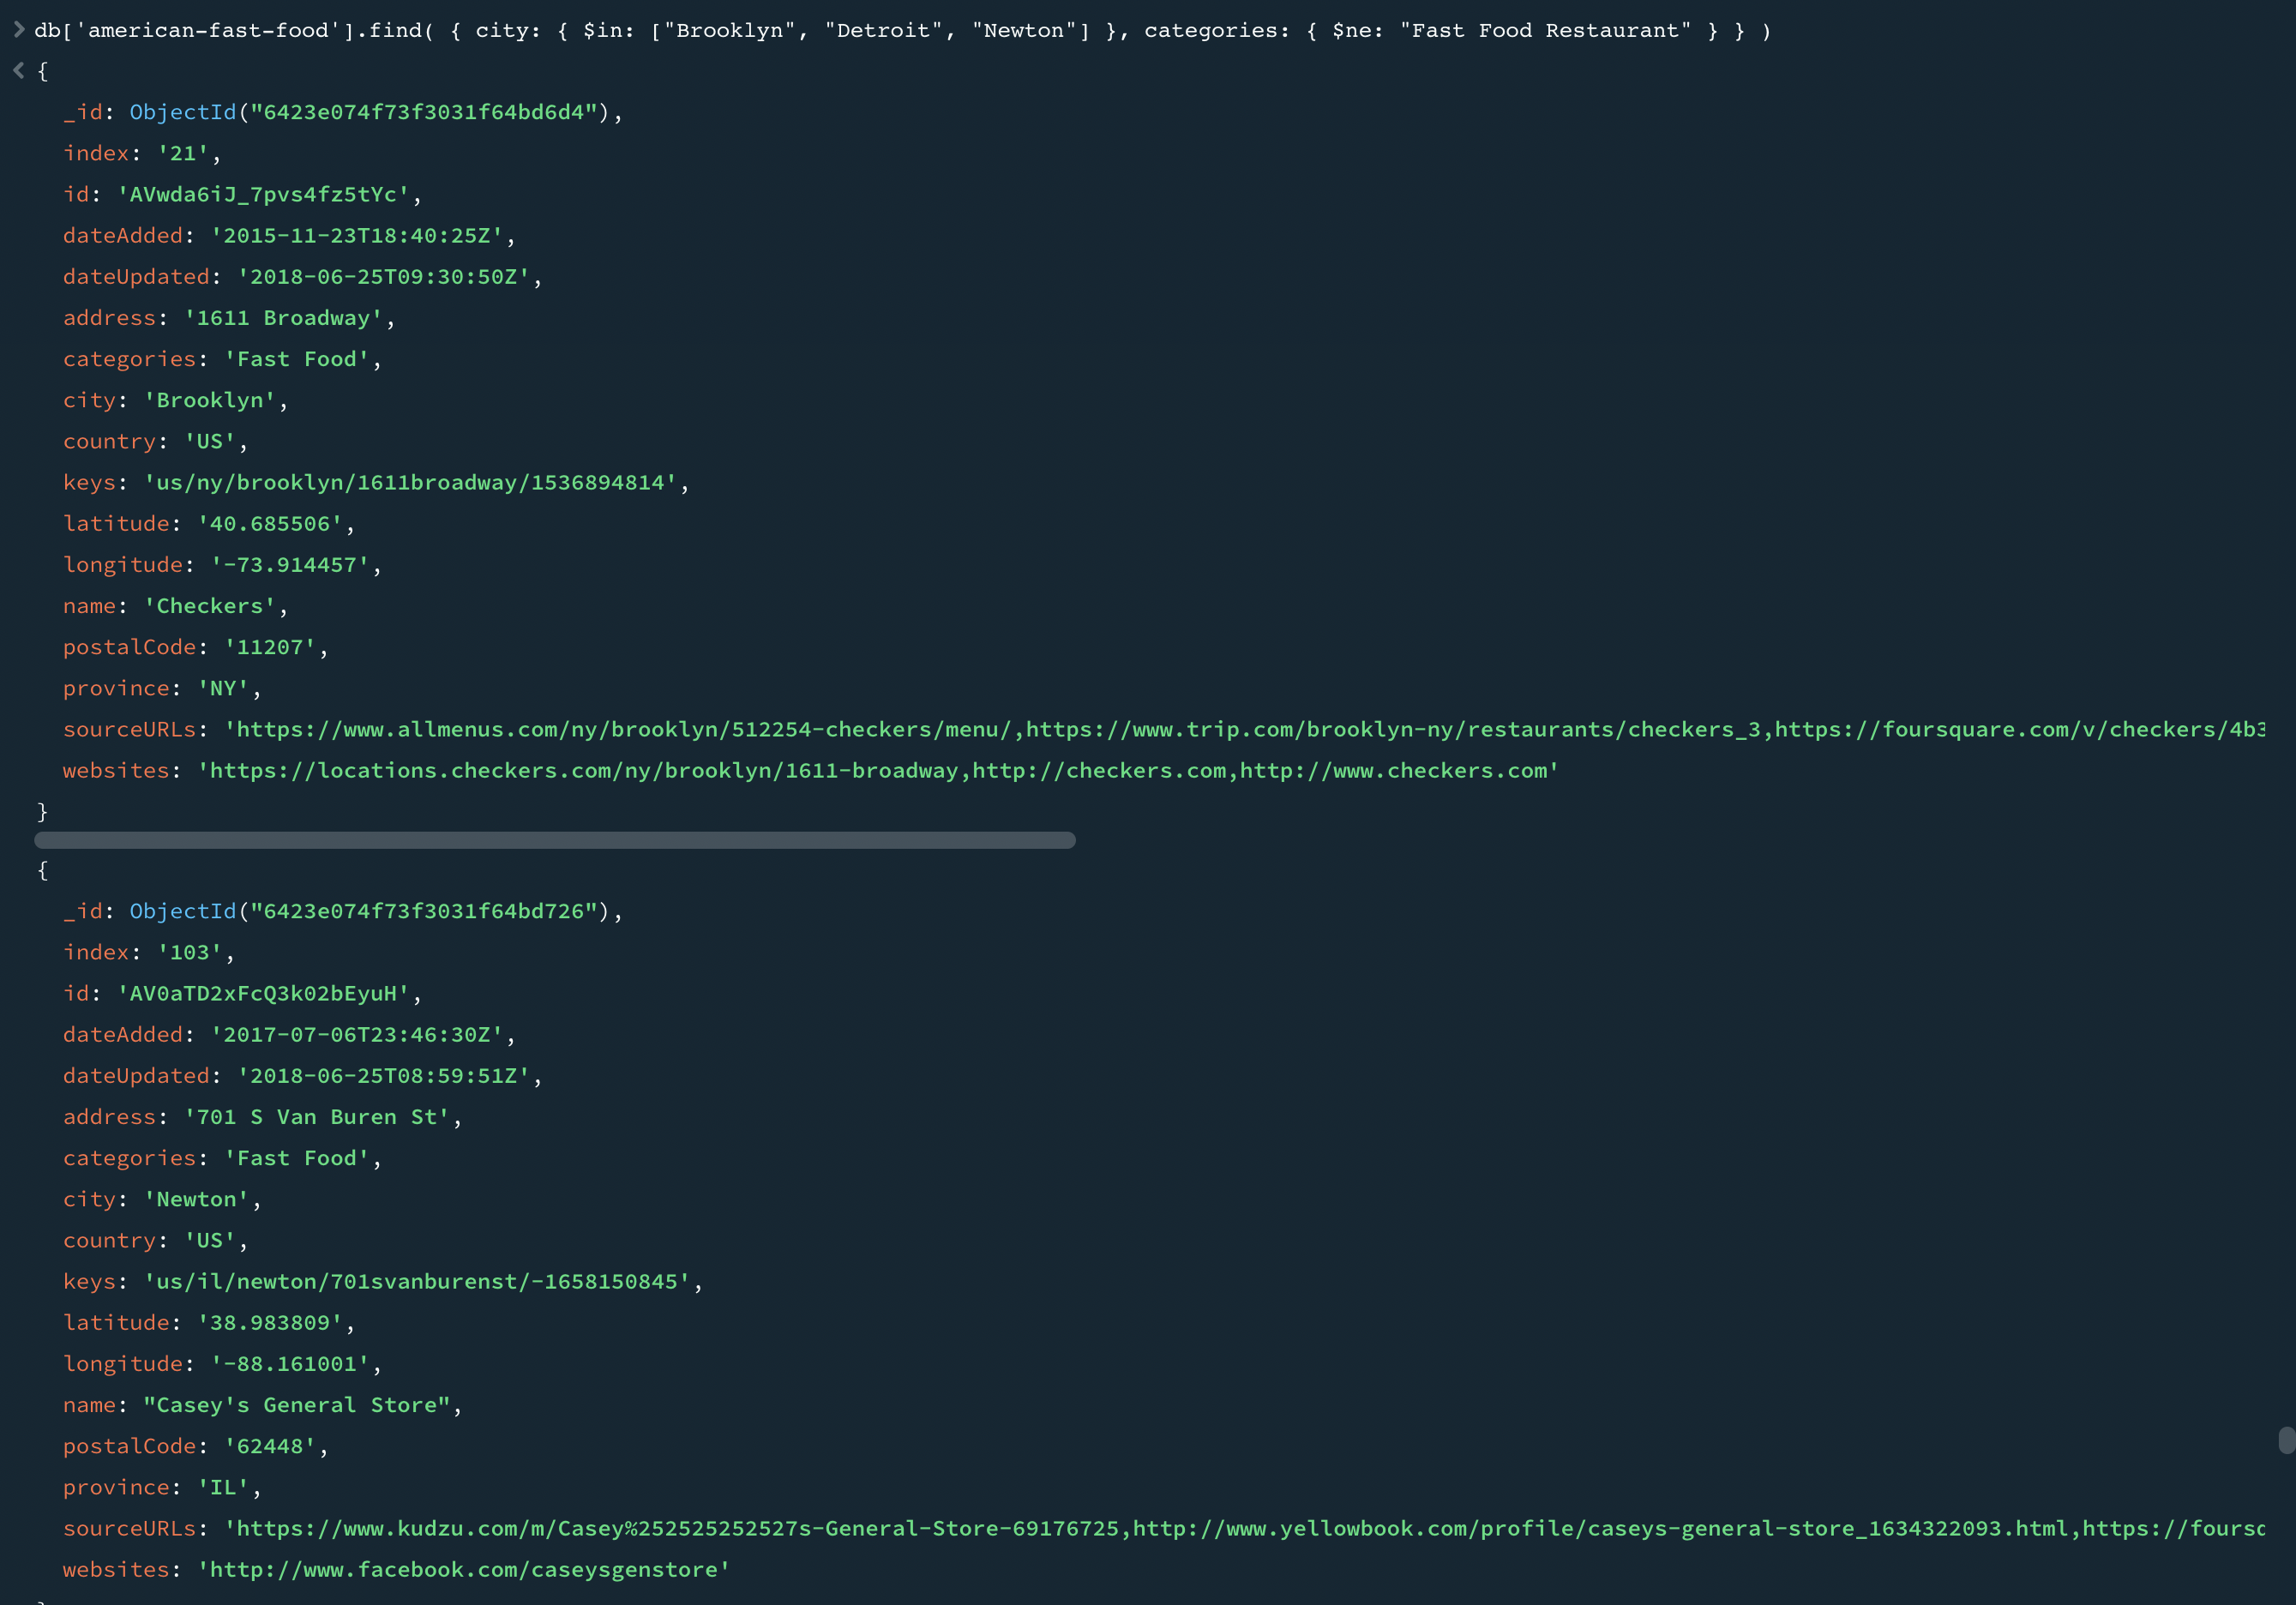 db['american-fast-food'].find( { city: { $in: ["Brooklyn", "Detroit", "Newton"] }, categories: { $ne: "Fast Food Restaurant" } } )
{
_id: ObjectId("6423e074f73f3031f64bd6d4"),
index: '21',
id: 'AVwda6iJ_7pvs4fz5tYc',
dateAdded: '2015-11-23T18:40:25Z',
dateUpdated: '2018-06-25T09:30:50Z',
address: '1611 Broadway',
categories: 'Fast Food',
city: 'Brooklyn',
country: 'US',
keys: 'us/ny/brooklyn/1611broadway/1536894814',
latitude: '40.685506',
longitude: '-73.914457',
name: 'Checkers',
postalCode: '11207',
province: 'NY',
sourceURLs: 'https://www.allmenus.com/ny/brooklyn/512254-checkers/menu/,https://www.trip.com/brooklyn-ny/restaurants/checkers_3,https://foursquare.com/v/checkers/4b3
websites: 'https://locations.checkers.com/ny/brooklyn/1611-broadway,http://checkers.com,http://www.checkers.com'
}
{
_id: ObjectId("6423e074f73f3031f64bd726"),
index: '103',
id: 'AV0aTD2xFcQ3k02bEyuH',
dateAdded: '2017-07-06T23:46:30Z',
dateUpdated: '2018-06-25T08:59:51Z',
address: '701 S Van Buren St',
categories: 'Fast Food',
city: 'Newton',
country: 'US',
keys: 'us/il/newton/701svanburenst/-1658150845',
latitude: '38.983809',
longitude: '-88.161001',
name: "Casey's General Store",
postalCode: '62448',
province: 'IL',
sourceURLs: 'https://www.kudzu.com/m/Casey%252525252527s-General-Store-69176725,http://www.yellowbook.com/profile/caseys-general-store_1634322093.html,https://foursc
websites: 'http://www.facebook.com/caseysgenstore'